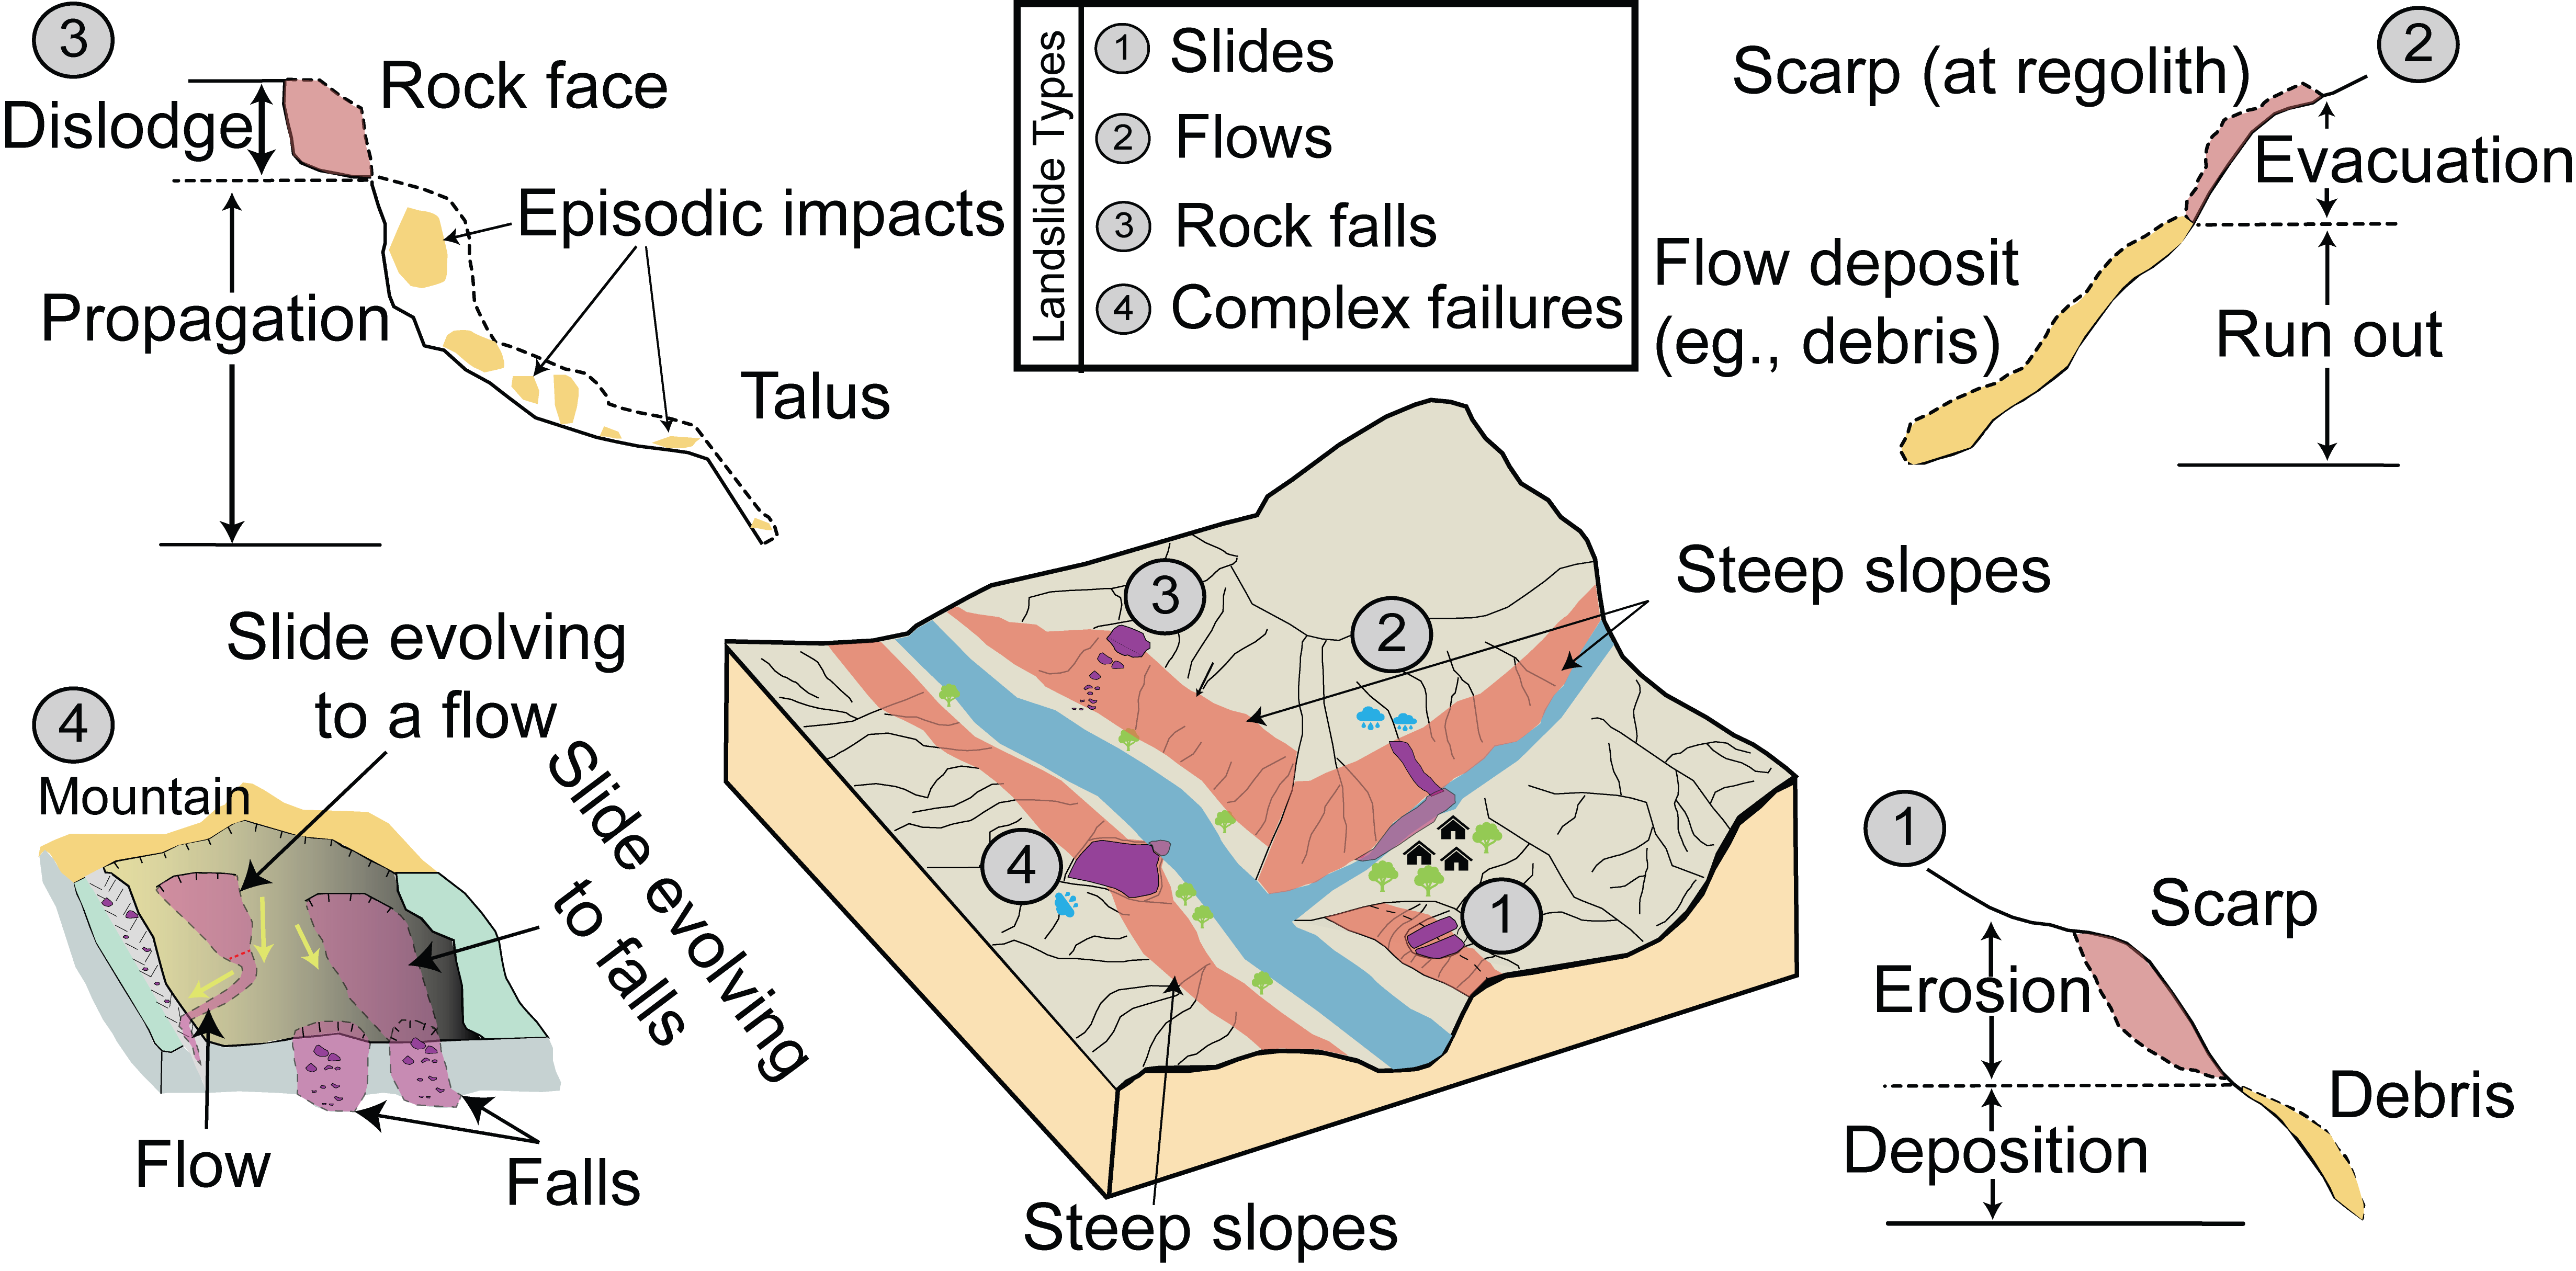 3
Rock face
Dislodge
Episodic impacts
Propagation
Talus
Landslide Types
1 Slides
2 Flows
3 Rock falls
4 Complex failures
2
Scarp (at regolith)
Evacuation
Flow deposit
(eg., debris)
Run out
Steep slopes
3
2
4
1
Steep slopes
4
Slide evolving
to a flow
Mountain
Slide evolving
to falls
Flow
Falls
1
Scarp
Erosion
Debris
Deposition